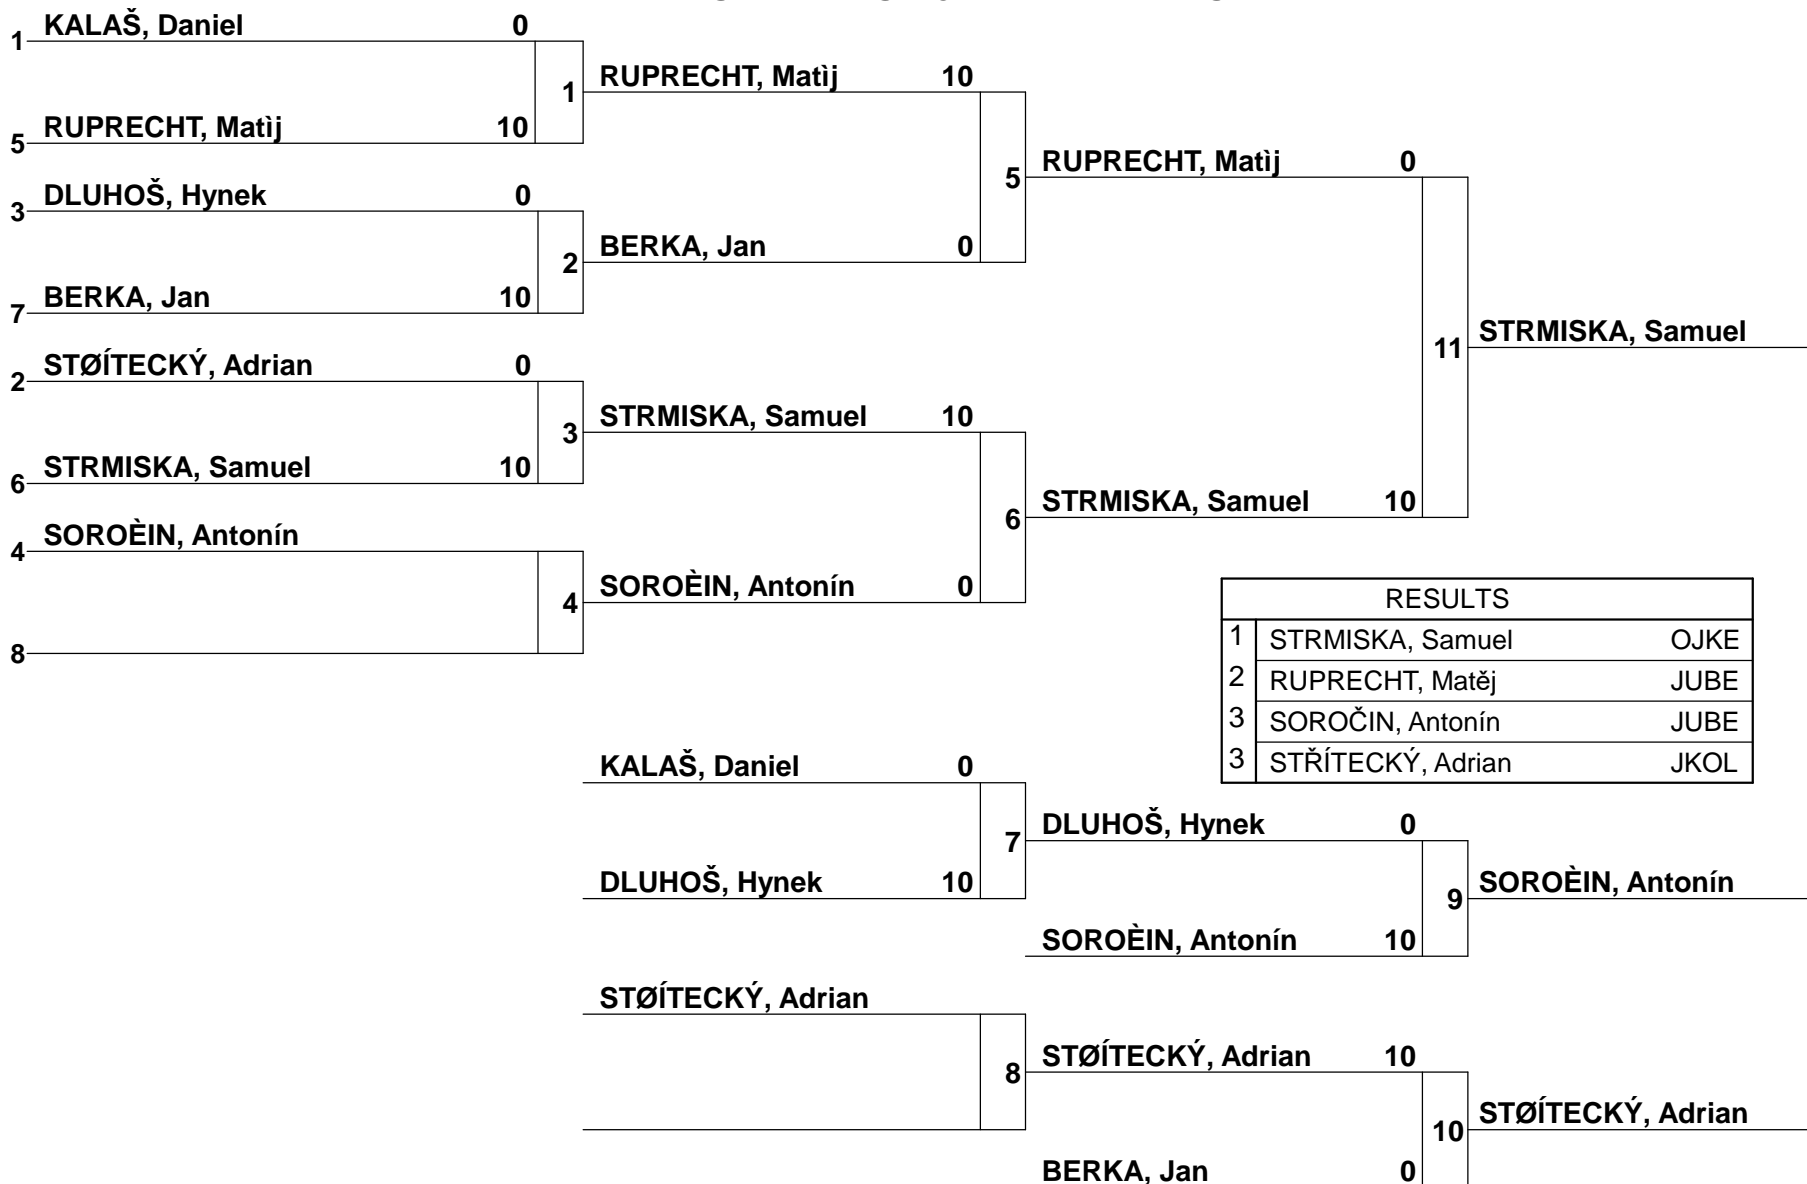 KALAŠ, Daniel 0
1
RUPRECHT, Matìj 10
1
RUPRECHT, Matìj 10
5
RUPRECHT, Matìj 0
5
DLUHOŠ, Hynek 0
3
BERKA, Jan 0
2
BERKA, Jan 10
7
STRMISKA, Samuel
11
STØÍTECKÝ, Adrian 0
2
STRMISKA, Samuel 10
3
STRMISKA, Samuel 10
6
STRMISKA, Samuel 10
6
SOROÈIN, Antonín
4
SOROÈIN, Antonín 0
4
8
RESULTS
1 STRMISKA, Samuel OJKE
2 RUPRECHT, Matěj JUBE
3 SOROČIN, Antonín JUBE
3 STŘÍTECKÝ, Adrian JKOL
KALAŠ, Daniel 0
DLUHOŠ, Hynek 0
7
DLUHOŠ, Hynek 10
SOROÈIN, Antonín
9
SOROÈIN, Antonín 10
STØÍTECKÝ, Adrian
STØÍTECKÝ, Adrian 10
8
STØÍTECKÝ, Adrian
10
BERKA, Jan 0